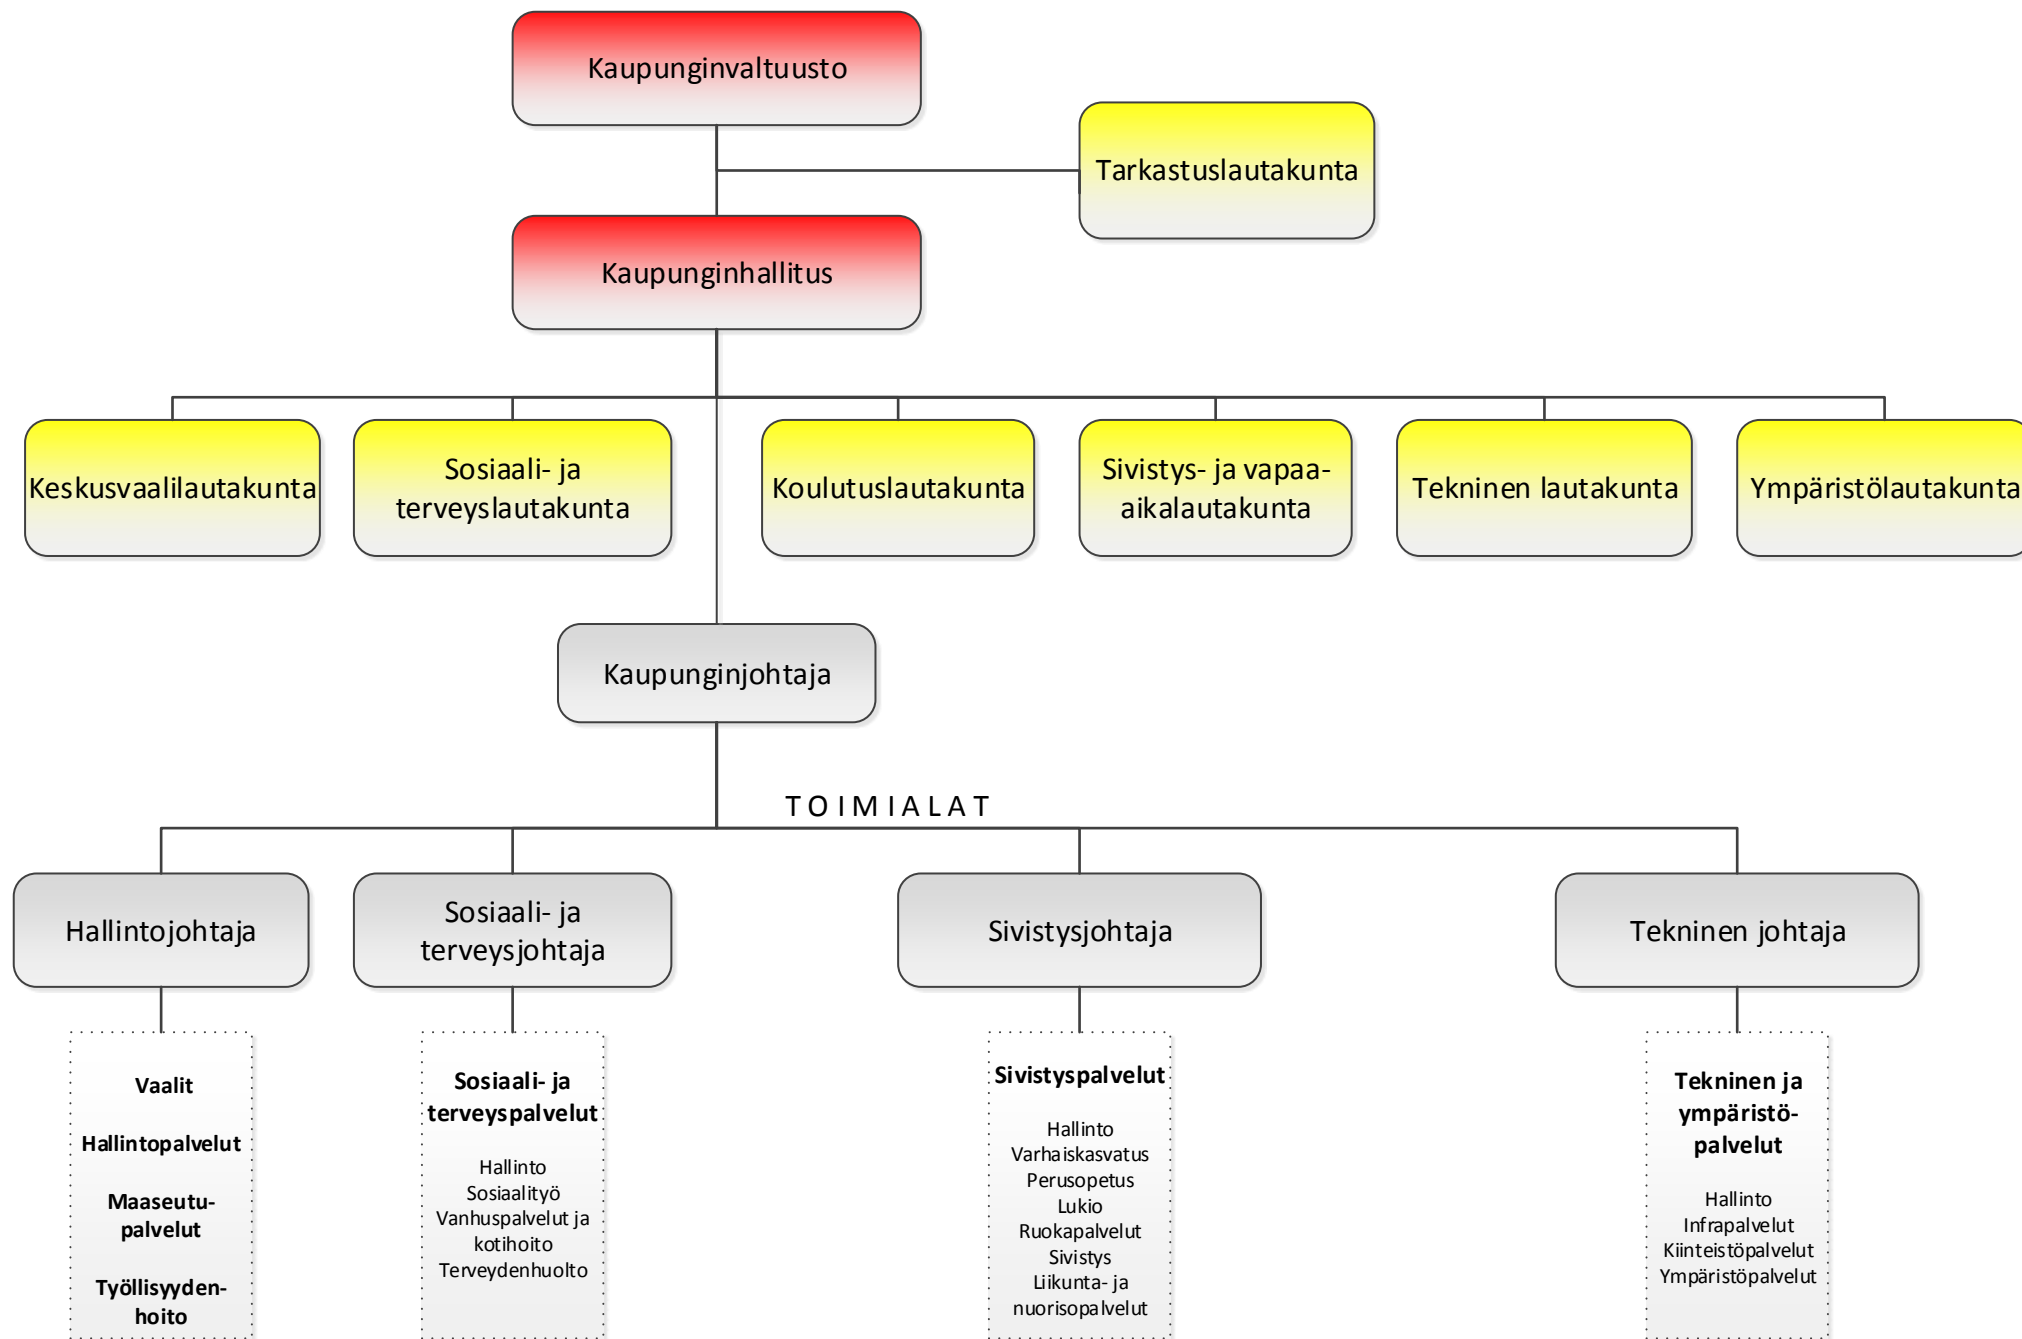 Kaupunginvaltuusto
Tarkastuslautakunta
Kaupunginhallitus
Keskusvaalilautakunta
Sosiaali- ja
terveyslautakunta
Koulutuslautakunta
Sivistys- ja vapaa-
aikalautakunta
Tekninen lautakunta
Ympäristölautakunta
Kaupunginjohtaja
TOIMIALAT
Hallintojohtaja
Sosiaali- ja
terveysjohtaja
Sivistysjohtaja
Tekninen johtaja
Vaalit
Hallintopalvelut
Maaseutu-
palvelut
Työllisyyden-
hoito
Sosiaali- ja
terveyspalvelut
Hallinto
Sosiaalityö
Vanhuspalvelut ja
kotihoito
Terveydenhuolto
Sivistyspalvelut
Hallinto
Varhaiskasvatus
Perusopetus
Lukio
Ruokapalvelut
Sivistys
Liikunta- ja
nuorisopalvelut
Tekninen ja
ympäristö-
palvelut
Hallinto
Infrapalvelut
Kiinteistöpalvelut
Ympäristöpalvelut